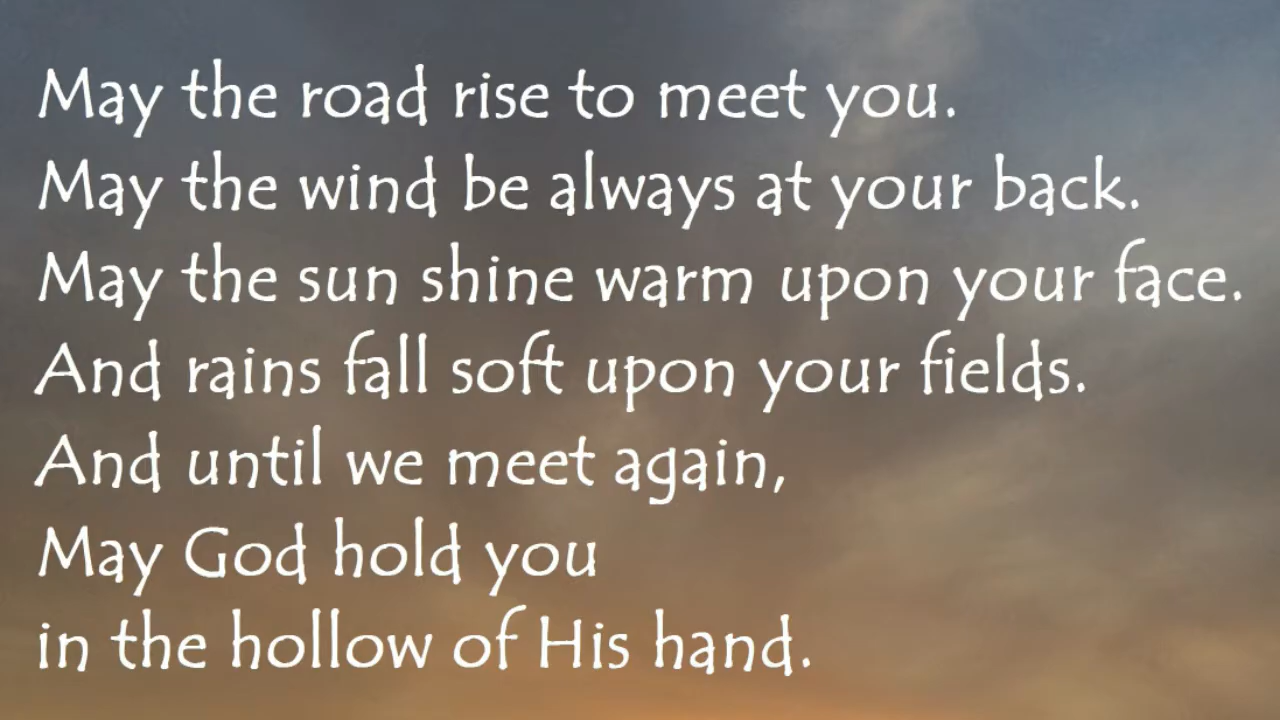 May the road rise to meet you.
May the wind be always at your back.
May the sun shine warm upon your face.
And rains fall soft upon your fields.
And until we meet again,
May God hold you
in the hollow of His hand.